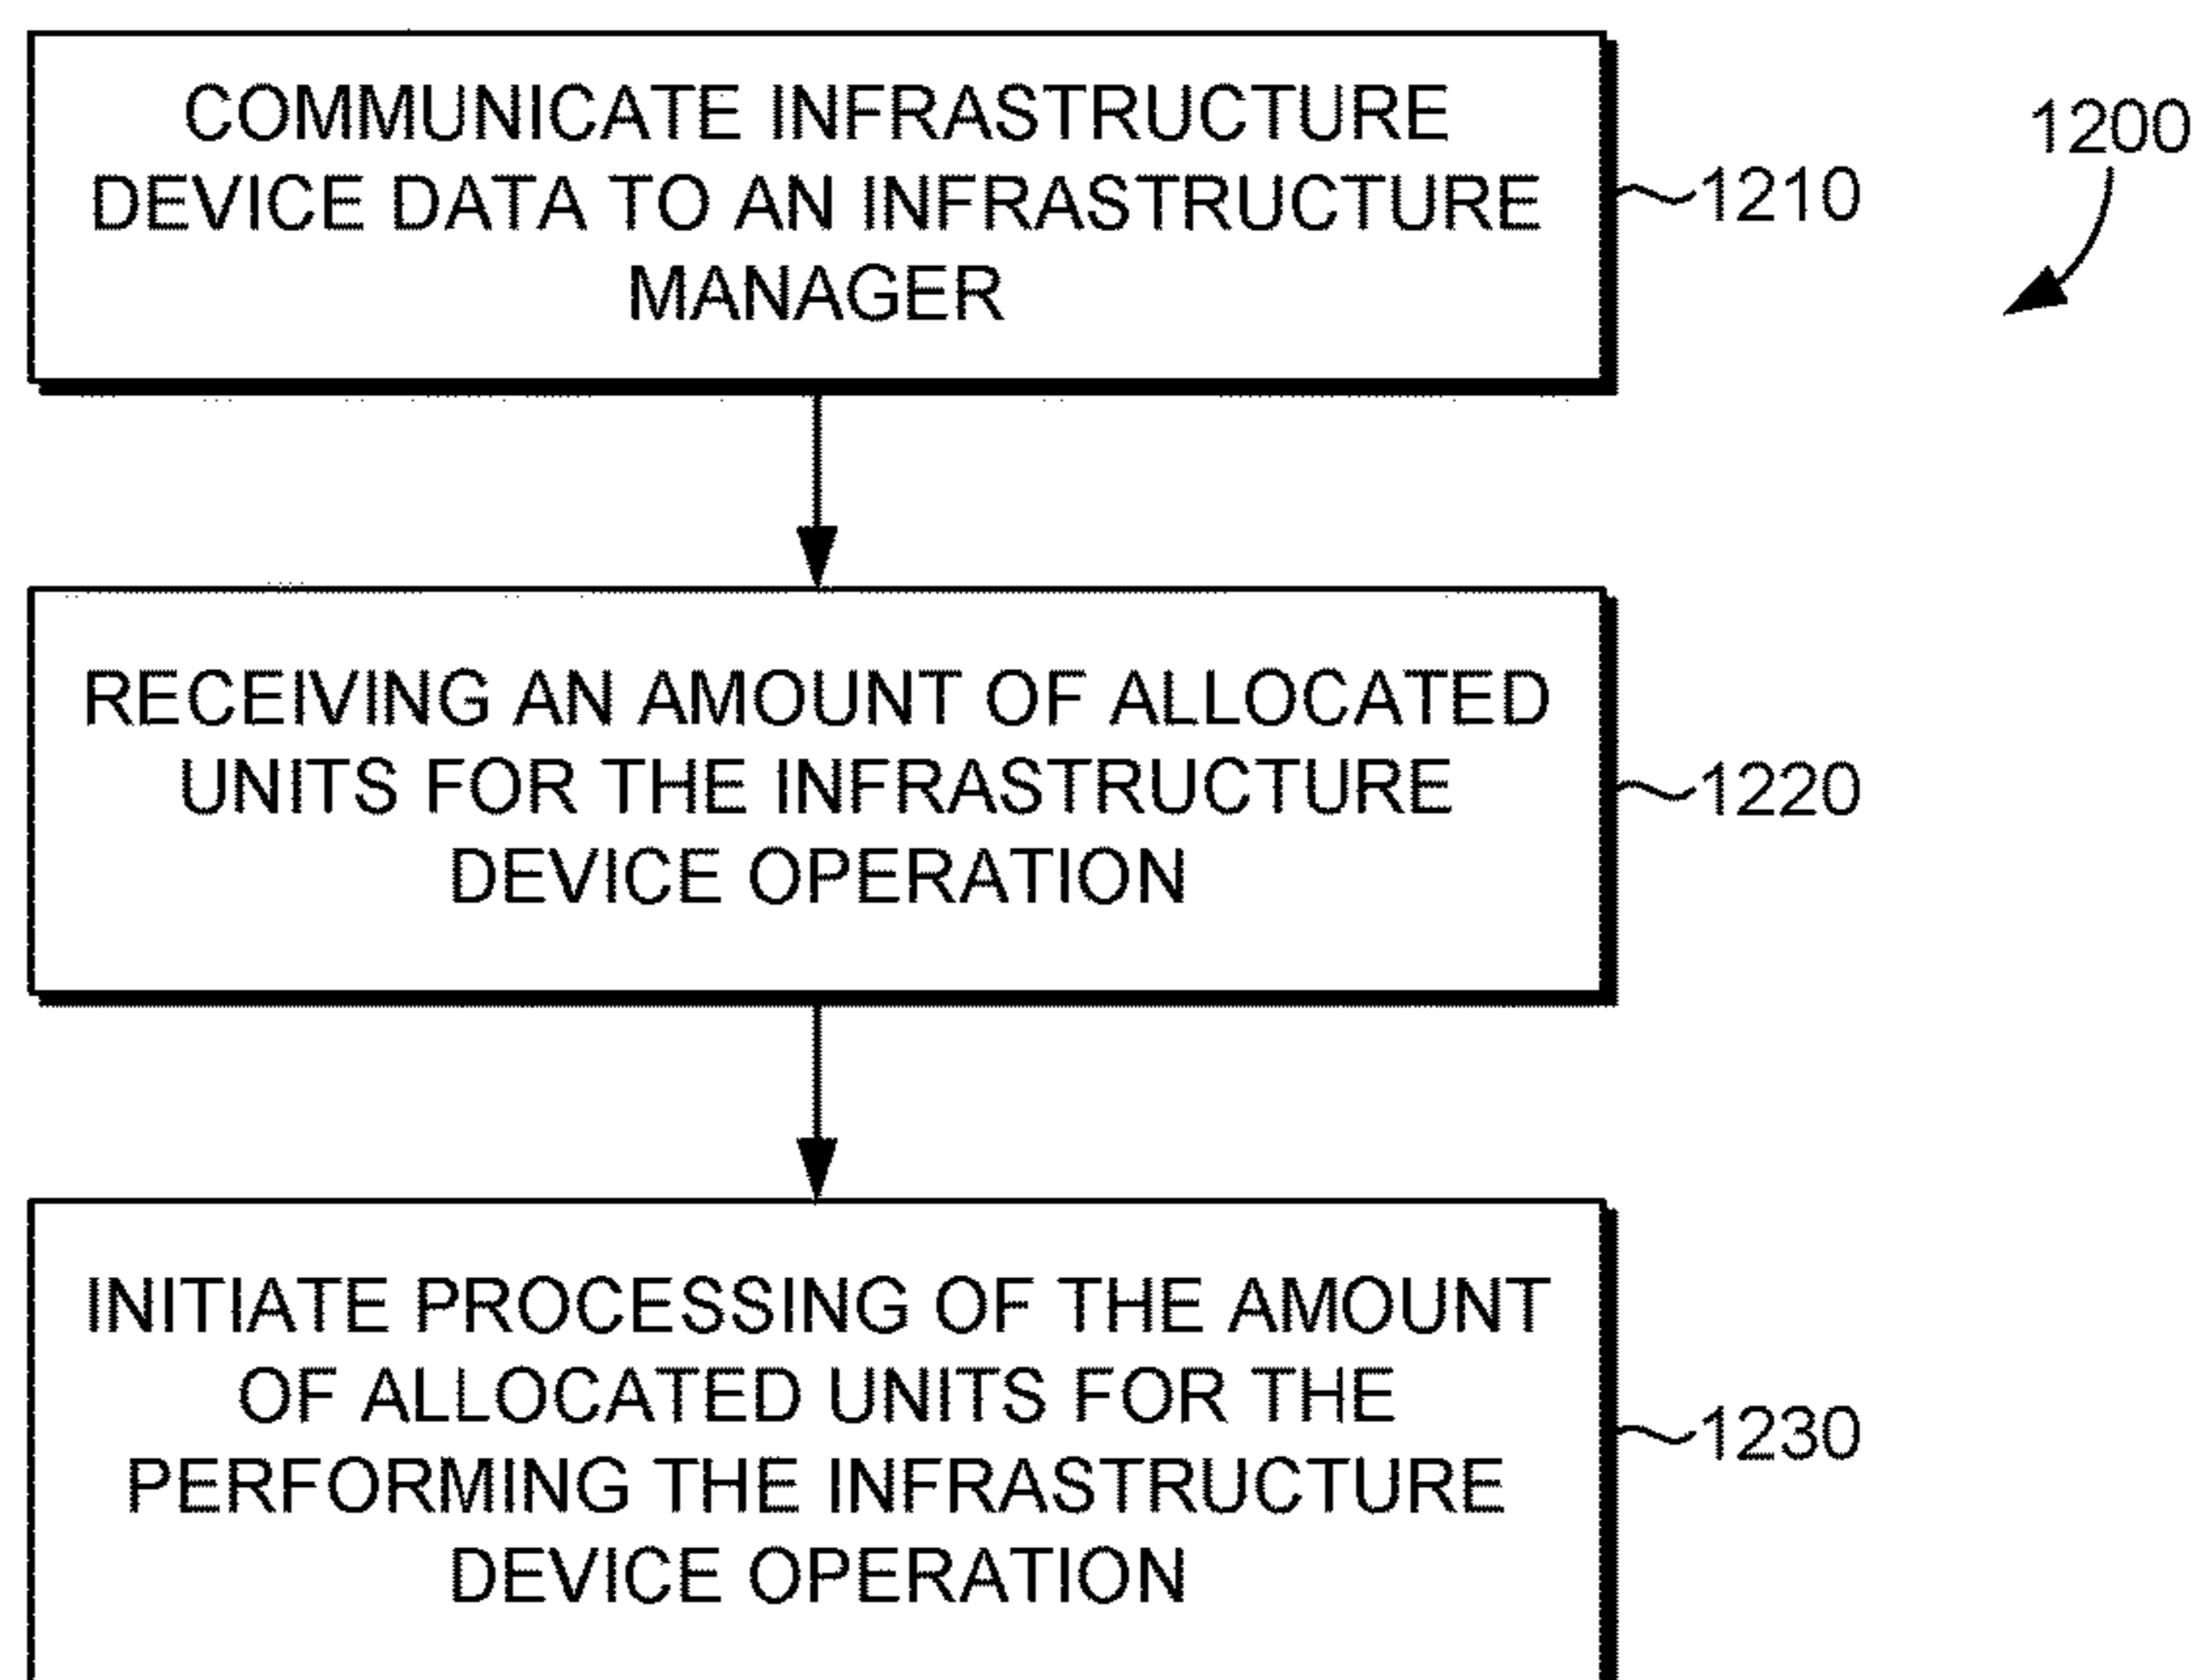 COMMUNICATE INFRASTRUCTURE
DEVICE DATA TO AN INFRASTRUCTURE
MANAGER
1210
1200
RECEIVING AN AMOUNT OF ALLOCATED
UNITS FOR THE INFRASTRUCTURE
DEVICE OPERATION
1220
INITIATE PROCESSING OF THE AMOUNT
OF ALLOCATED UNITS FOR THE
PERFORMING THE INFRASTRUCTURE
DEVICE OPERATION
1230